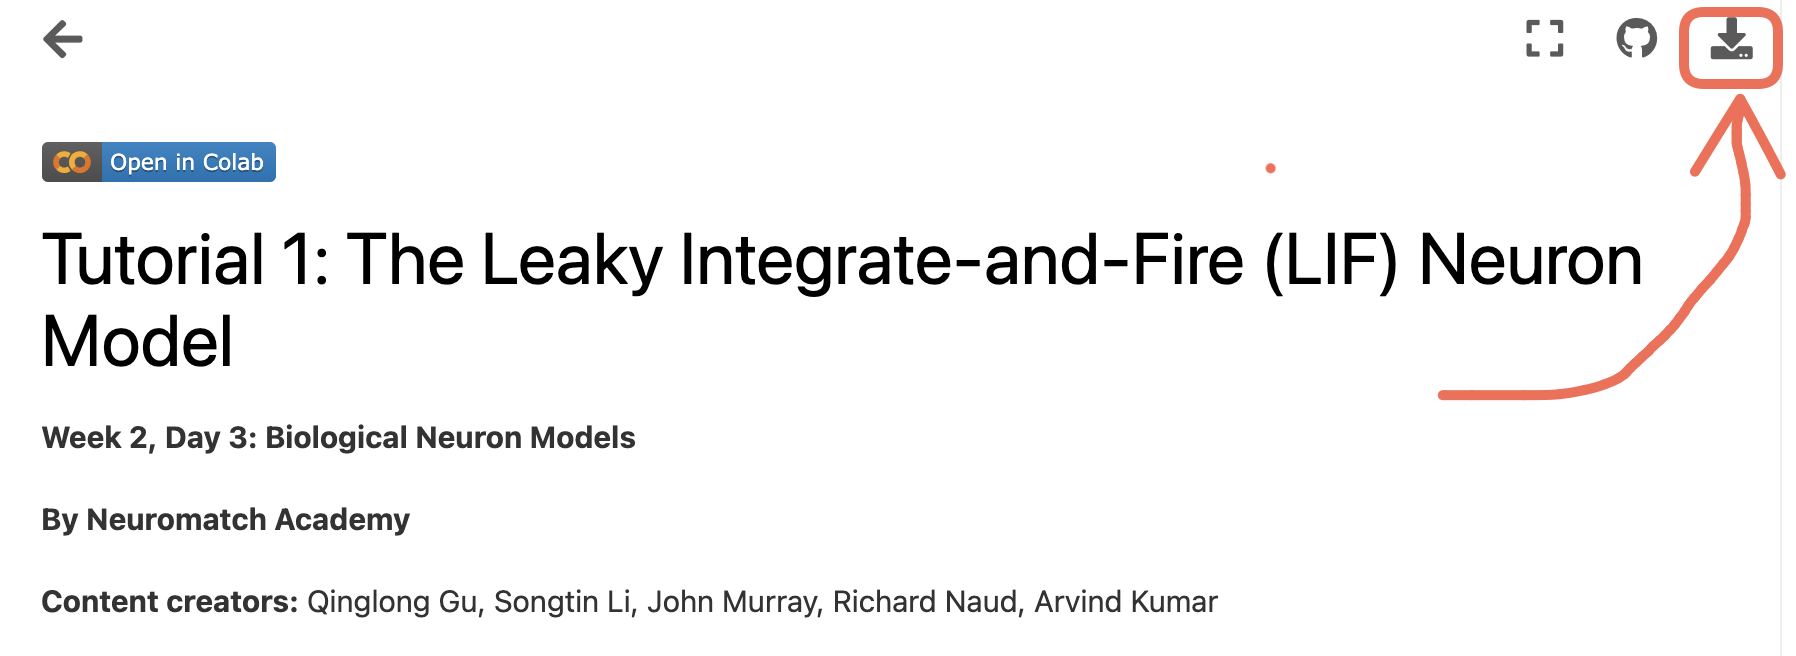 Open in Colab
Tutorial 1: The Leaky Integrate-and-Fire (LIF) Neuron
Model
Week 2, Day 3: Biological Neuron Models
By Neuromatch Academy
Content creators: Qinglong Gu, Songtin Li, John Murray, Richard Naud, Arvind Kumar